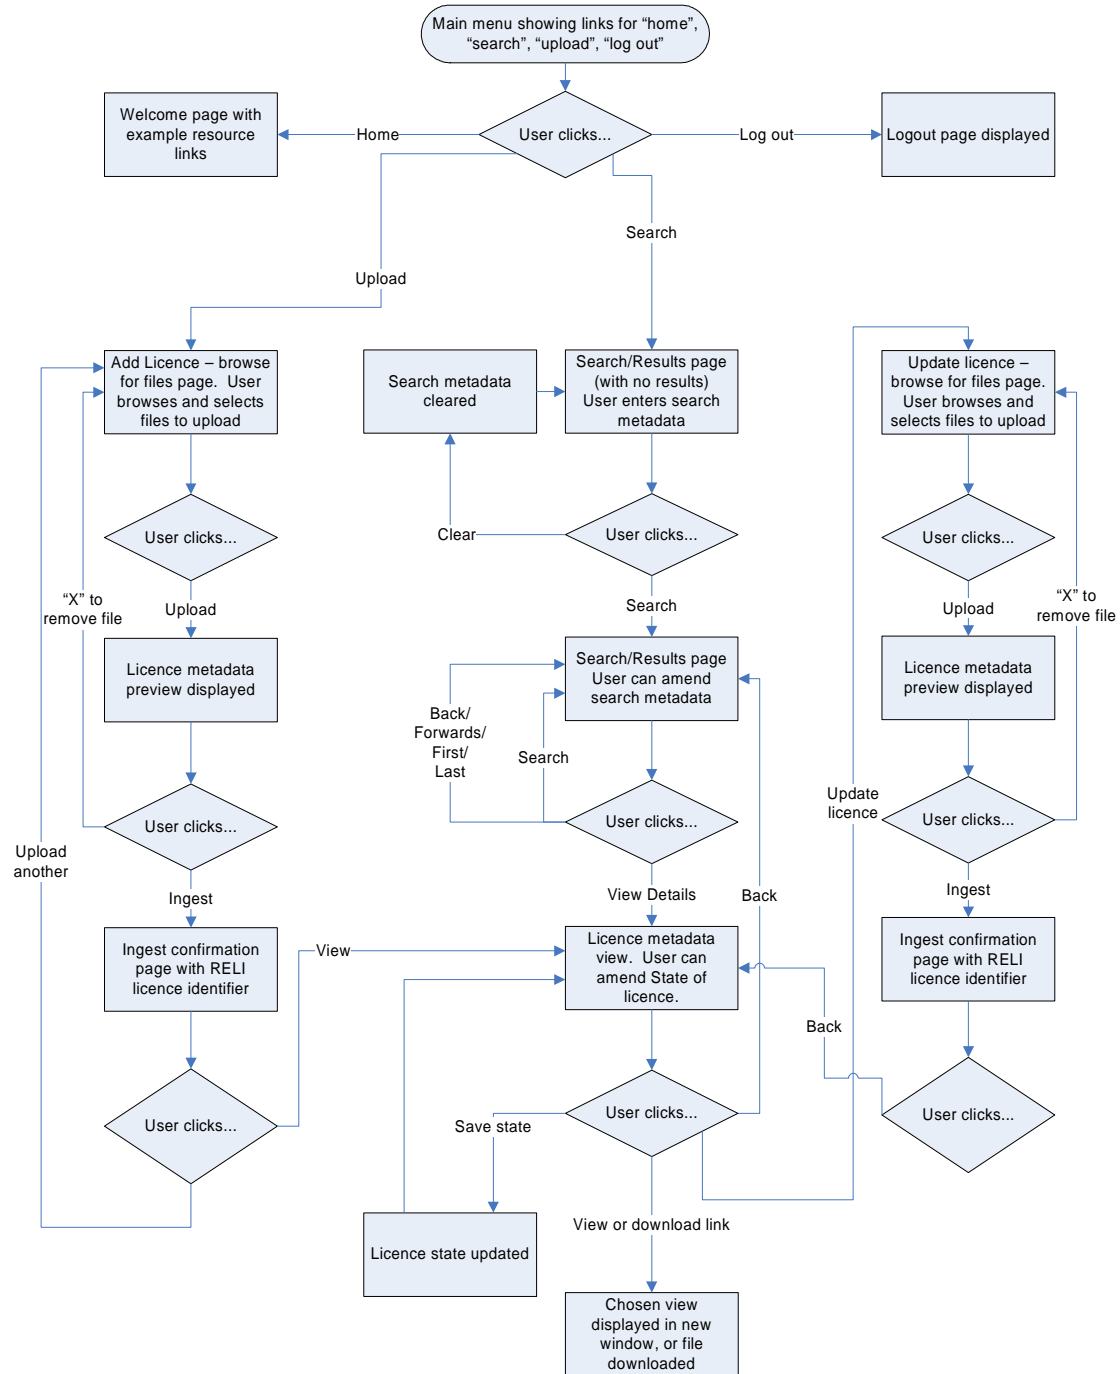 Main menu showing links for “home”,
“search”, “upload”, “log out”
Welcome page with
example resource
links
Home
User clicks...
Log out
Logout page displayed
Search
Upload
Add Licence – browse
for files page.  User
browses and selects
files to upload
Search metadata
cleared
Search/Results page
(with no results)
User enters search
metadata
Update licence –
browse for files page.
User browses and
selects files to upload
User clicks...
Clear
User clicks...
User clicks...
“X” to
remove file
Upload
Search
Upload
“X” to
remove file
Licence metadata
preview displayed
Search/Results page
User can amend
search metadata
Licence metadata
preview displayed
Back/
Forwards/
First/
Last
Search
User clicks...
User clicks...
Update
licence
User clicks...
Upload
another
Ingest
View Details
Back
Ingest
Ingest confirmation
page with RELI
licence identifier
View
Licence metadata
view.  User can
amend State of
licence.
Ingest confirmation
page with RELI
licence identifier
Back
User clicks...
Save state
User clicks...
User clicks...
Licence state updated
View or download link
Chosen view
displayed in new
window, or file
downloaded